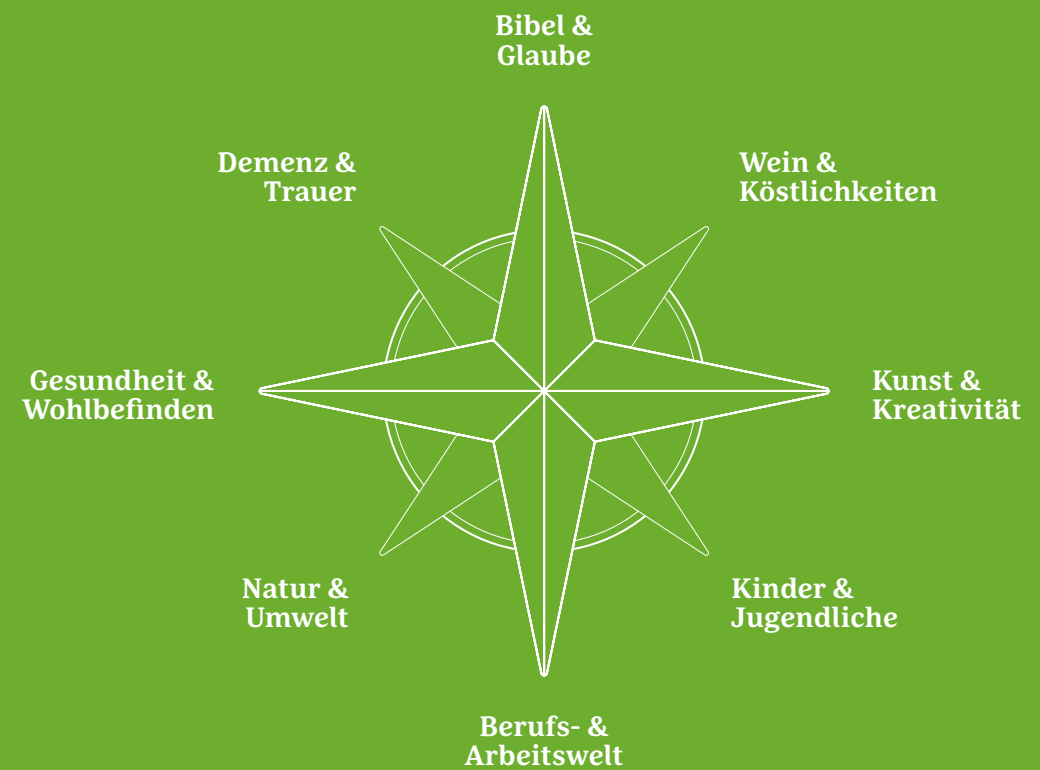 Bibel &
Glaube
Demenz &
Trauer
Wein &
Köstlichkeiten
Gesundheit &
Wohlbefinden
Kunst &
Kreativität
Natur &
Umwelt
Kinder &
Jugendliche
Berufs- &
Arbeitswelt